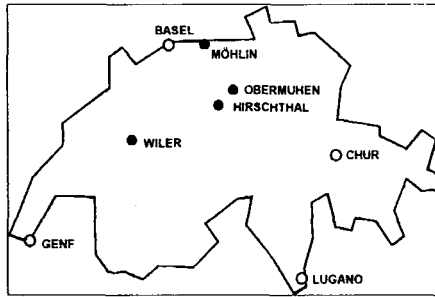 BASEL
MÖHLIN
OBERMUHEN
HIRSCHTHAL
WILER
CHUR
GENF
LUGANO